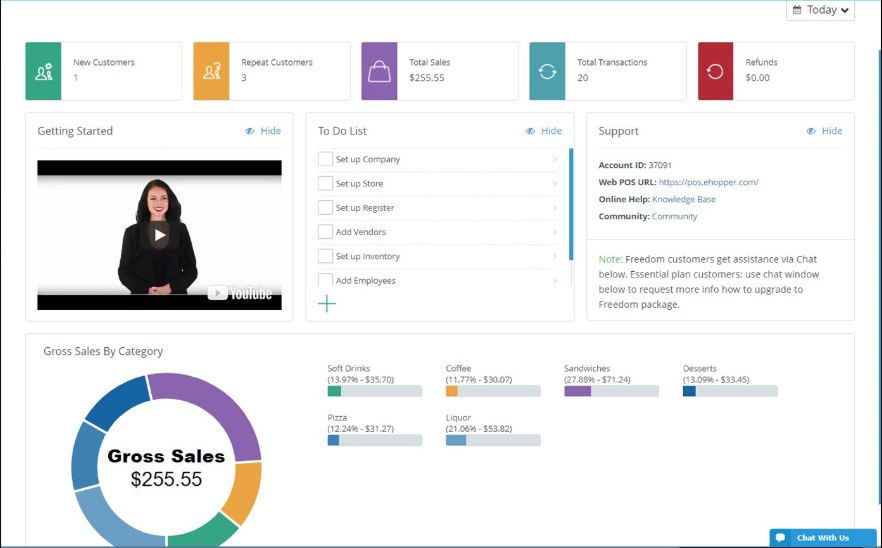 Today
New Customers
1
Repeat Customers
3
Total Sales
$255.55
Total Transactions
20
Refunds
$0.00
Getting Started
Hide
YouTube
To Do List
Hide
Set up Company
Set up Store
Set up Register
Add Vendors
Set up Inventory
Add Employees
Support
Hide
Account ID: 37091
Web POS URL: https://pos.ehopper.com/
Online Help: Knowledge Base
Community: Community
Note: Freedom customers get assistance via Chat
below. Essential plan customers: use chat window
below to request more info how to upgrade to
Freedom package.
Gross Sales By Category
Gross Sales
$255.55
Soft Drinks
(13.97% - $35.70)
Coffee
(11.77% - $30.07)
Sandwiches
(27.88% - $71.24)
Desserts
(13.09% - $33.45)
Pizza
(12.24% - $31.27)
Liquor
(21.06% - $53.82)
Chat With Us